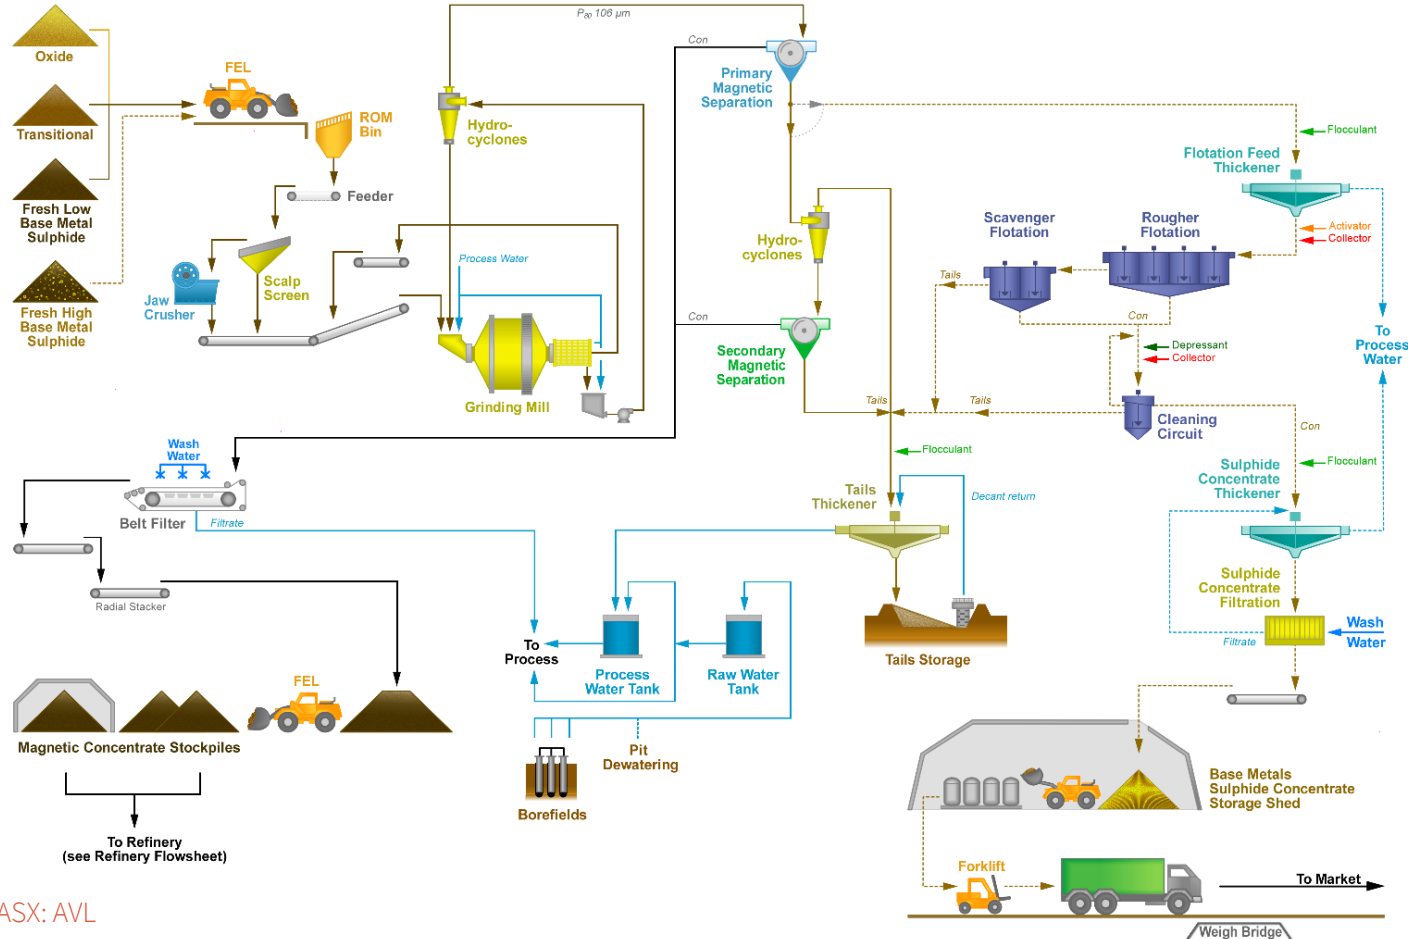 Oxide
Transitional
Fresh Low
Base Metal
Sulphide
Fresh High
Base Metal
Sulphide
FEL
ROM
Bin
Feeder
Scalp
Screen
Jaw
Crusher
Hydro-
cyclones
Process Water
Grinding Mill
P80 106 µm
Con
Primary
Magnetic
Separation
Hydro-
cyclones
Con
Secondary
Magnetic
Separation
Flocculant
Flotation Feed
Thickener
Activator
Collector
Scavenger
Flotation
Rougher
Flotation
Tails
Con
Depressant
Collector
To
Process
Water
Tails
Tails
Cleaning
Circuit
Con
Flocculant
Flocculant
Sulphide
Concentrate
Thickener
Tails
Thickener
Decant return
Wash
Water
Belt Filter
Filtrate
Radial Stacker
To
Process
Process
Water Tank
Raw Water
Tank
Tails Storage
Sulphide
Concentrate
Filtration
Wash
Water
Filtrate
FEL
Magnetic Concentrate Stockpiles
To Refinery
(see Refinery Flowsheet)
Pit
Dewatering
Borefields
Base Metals
Sulphide Concentrate
Storage Shed
Forklift
To Market
Weigh Bridge
ASX: AVL